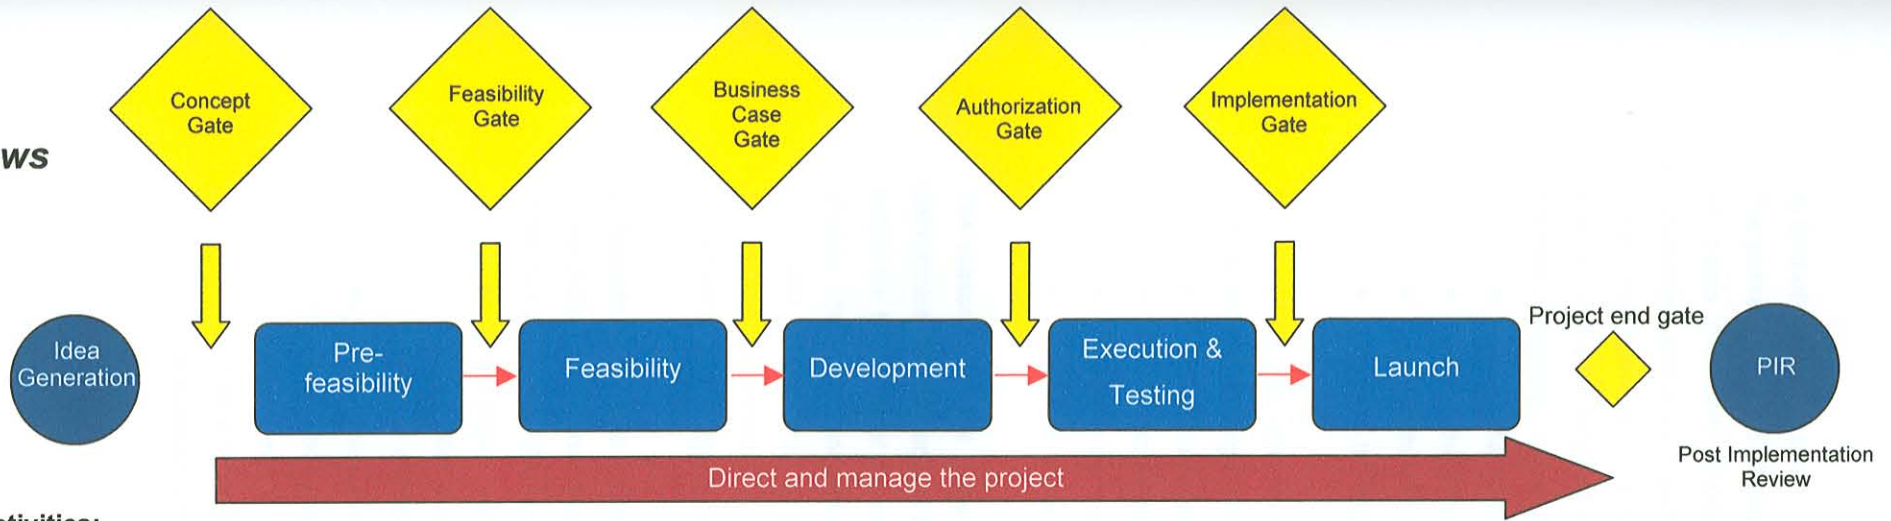 Concept
Gate
Feasibility
Gate
Business
Case
Gate
Authorization
Gate
Implementation
Gate
Idea
Generation
Pre-
feasibility
Feasibility
Development
Execution &
Testing
Launch
Project end gate
PIR
Post Implementation
Review
Direct and manage the project